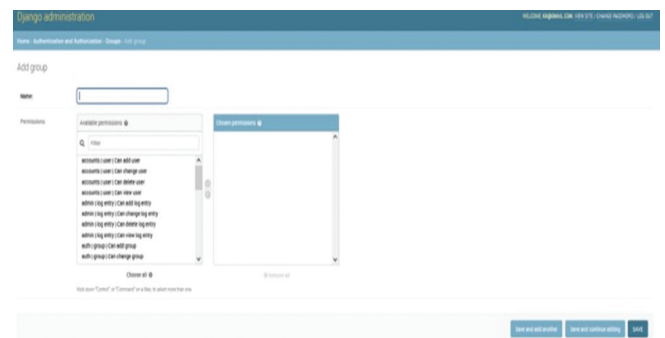 Django administration
WELCOME, VIEW SITE / CHANGE PASSWORD / LOG OUT
Home › Authentication and Authorization › Groups › Add group
Add group
Name:
Permissions:
Available permissions
Filter
accounts | user | Can add user
accounts | user | Can change user
accounts | user | Can delete user
accounts | user | Can view user
admin | log entry | Can add log entry
admin | log entry | Can change log entry
admin | log entry | Can delete log entry
admin | log entry | Can view log entry
auth | group | Can add group
auth | group | Can change group
Choose all
Chosen permissions
Remove all
Hold down "Control", or "Command" on a Mac, to select more than one.
Save and add another
Save and continue editing
SAVE